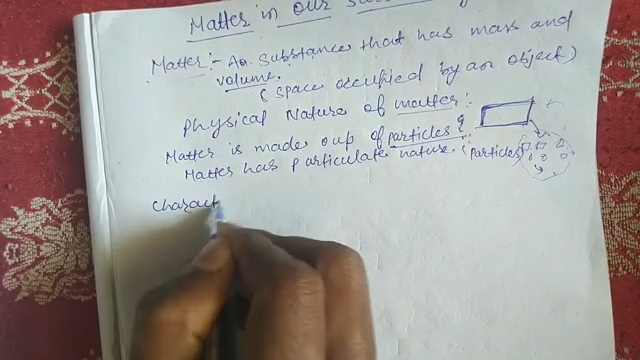 Matter in our
Matter:- An substance that has mass and
volume.
( space occupied by an object)
Physical Nature of matter:
Matter is made oup of particles &
Matter has particulate nature. (particles)
charact